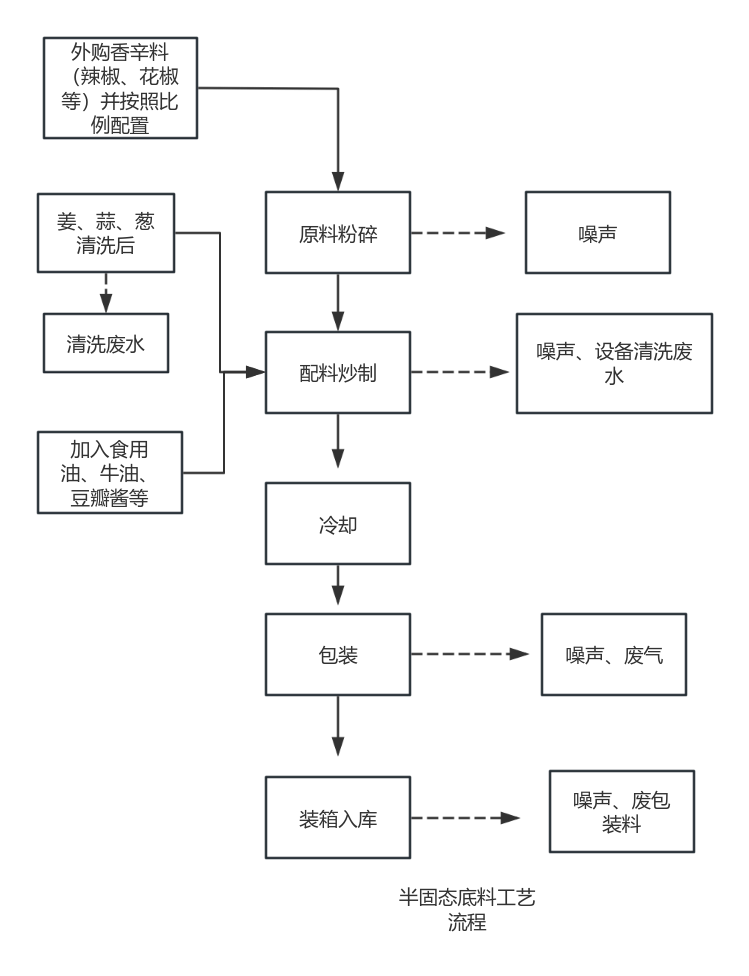 外购香辛料
（辣椒、花椒
等）并按照比
例配置
姜、蒜、葱
清洗后
原料粉碎
噪声
清洗废水
配料炒制
噪声、设备清洗废
水
加入食用
油、牛油、
豆瓣酱等
冷却
包装
噪声、废气
装箱入库
噪声、废包
装料
半固态底料工艺
流程